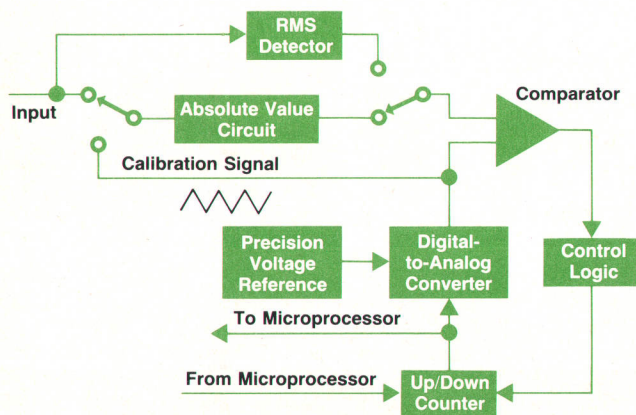 RMS
Detector
Input
Absolute Value
Circuit
Comparator
Calibration Signal
Precision
Voltage
Reference
Digital-
to-Analog
Converter
Control
Logic
To Microprocessor
From Microprocessor
Up/Down
Counter